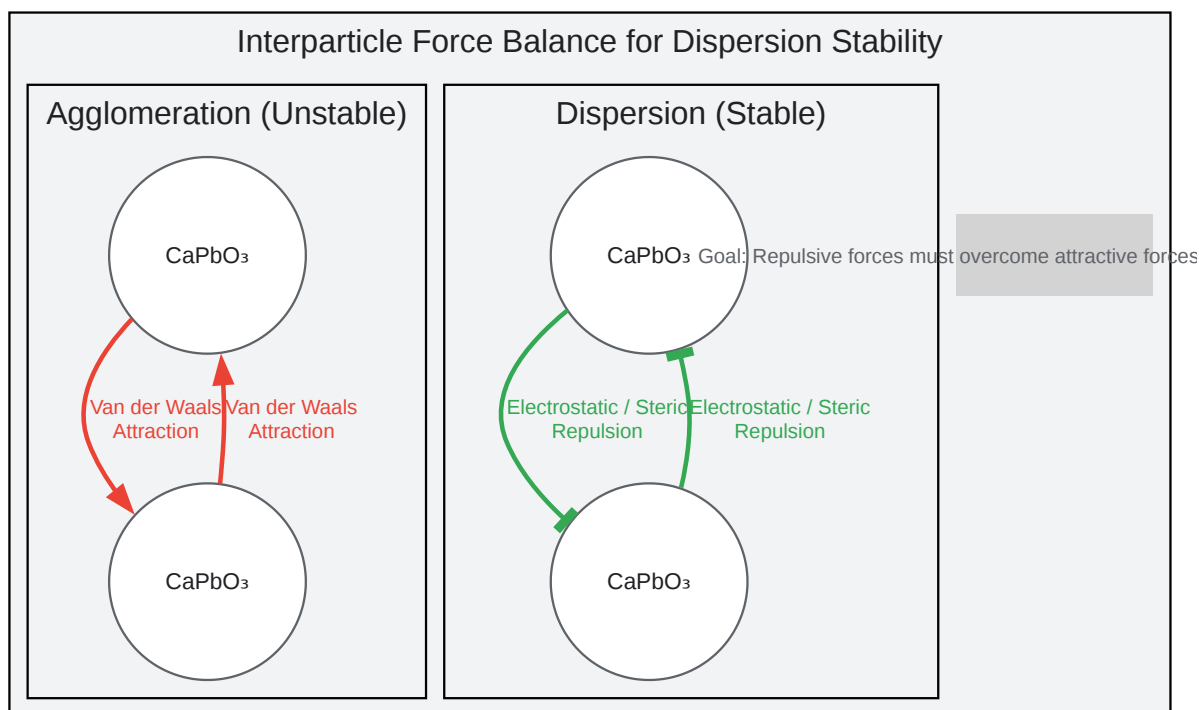 Interparticle Force Balance for Dispersion Stability
Agglomeration (Unstable)
CaPbO₃
Van der Waals
Attraction
Van der Waals
Attraction
CaPbO₃
Dispersion (Stable)
CaPbO₃
Electrostatic / Steric
Repulsion
Electrostatic / Steric
Repulsion
CaPbO₃
Goal: Repulsive forces must overcome attractive forces